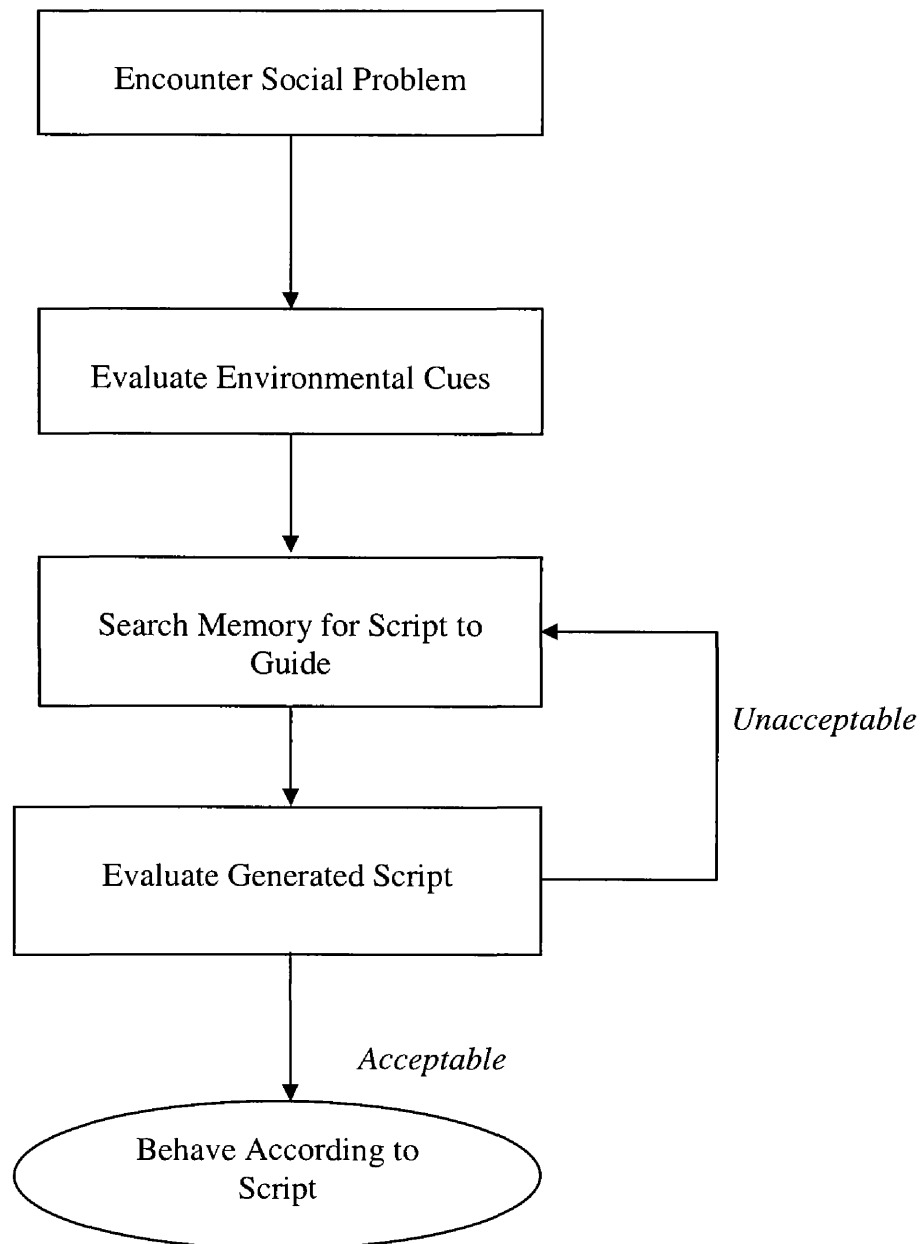 Encounter Social Problem
Evaluate Environmental Cues
Search Memory for Script to
Guide
Unacceptable
Evaluate Generated Script
Acceptable
Behave According to
Script